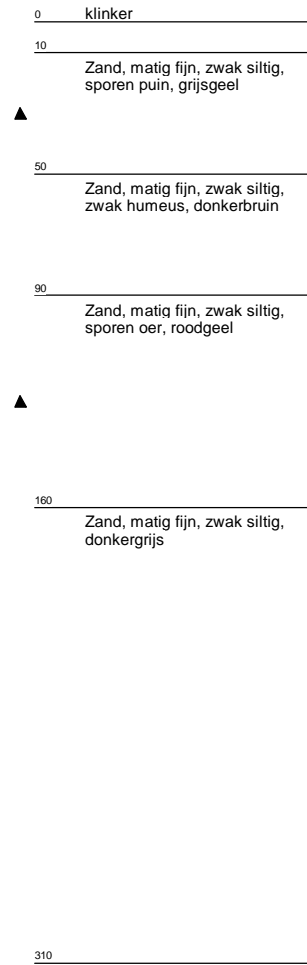 0 klinker
10
Zand, matig fijn, zwak siltig,
sporen puin, grijsgeel
50
Zand, matig fijn, zwak siltig,
zwak humeus, donkerbruin
90
Zand, matig fijn, zwak siltig,
sporen oer, roodgeel
160
Zand, matig fijn, zwak siltig,
donkergrijs
310